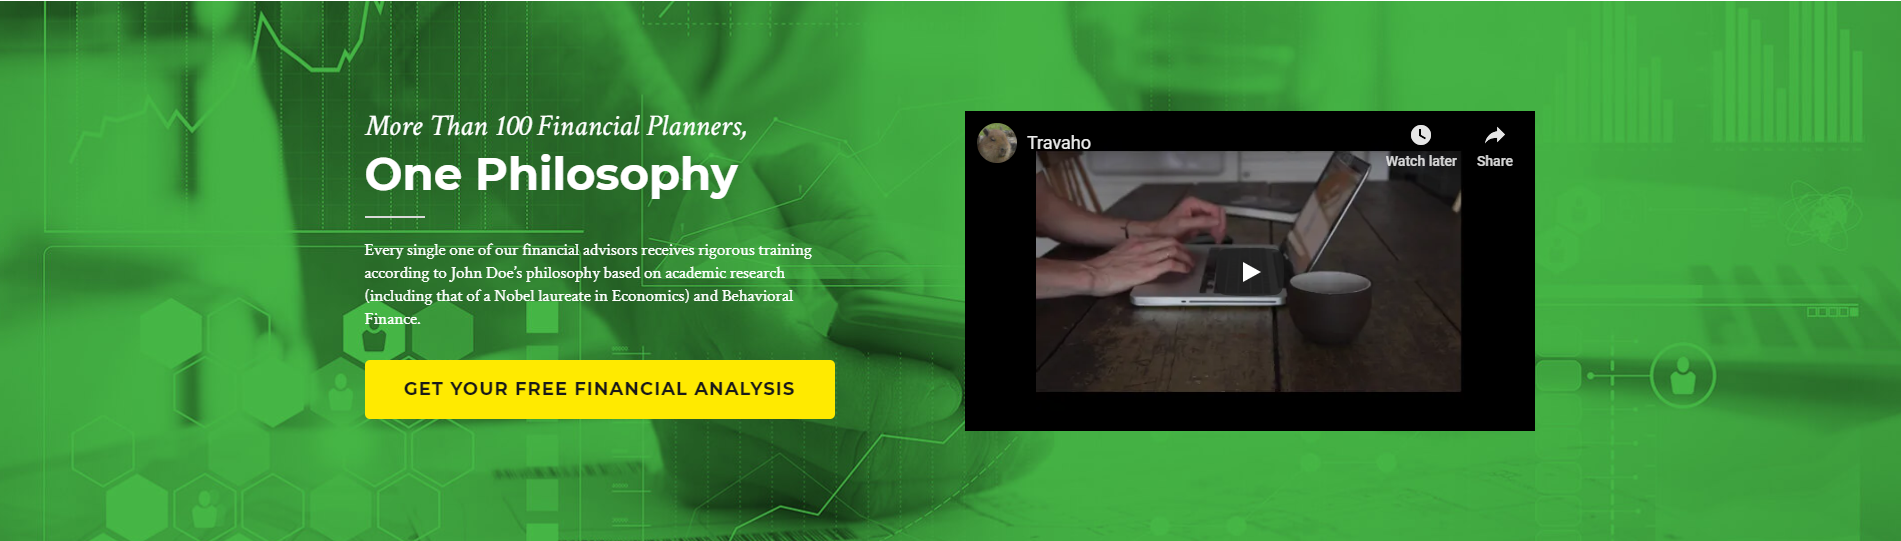 More Than 100 Financial Planners,
One Philosophy
Every single one of our financial advisors receives rigorous training
according to John Doe’s philosophy based on academic research
(including that of a Nobel laureate in Economics) and Behavioral
Finance.
GET YOUR FREE FINANCIAL ANALYSIS
Travaho
Watch later
Share